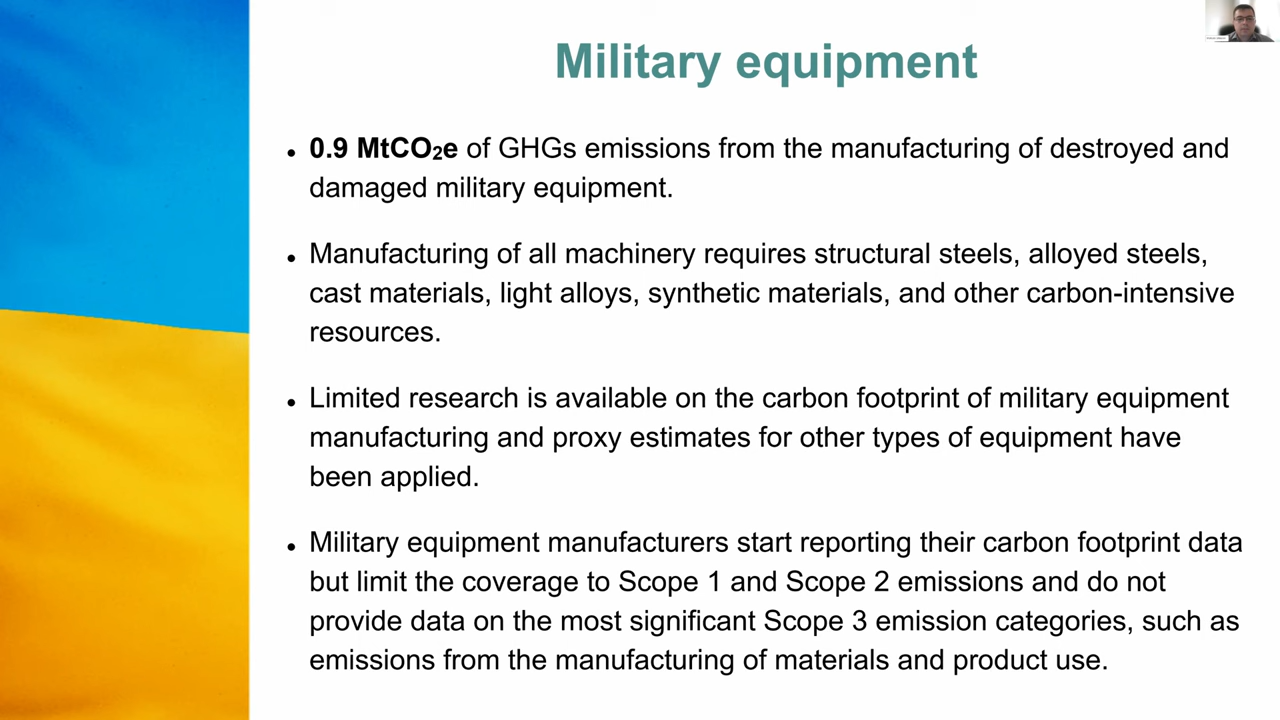 Military equipment
• 0.9 MtCO₂e of GHGs emissions from the manufacturing of destroyed and
damaged military equipment.
• Manufacturing of all machinery requires structural steels, alloyed steels,
cast materials, light alloys, synthetic materials, and other carbon-intensive
resources.
• Limited research is available on the carbon footprint of military equipment
manufacturing and proxy estimates for other types of equipment have
been applied.
• Military equipment manufacturers start reporting their carbon footprint data
but limit the coverage to Scope 1 and Scope 2 emissions and do not
provide data on the most significant Scope 3 emission categories, such as
emissions from the manufacturing of materials and product use.